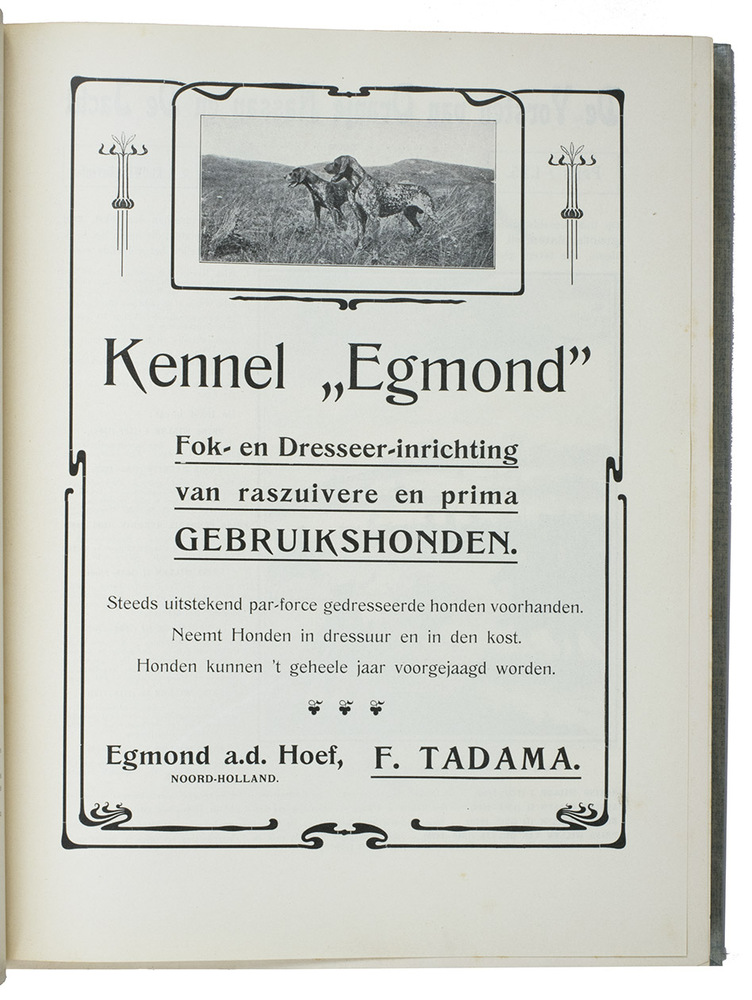 Kennel „Egmond”
Fok- en Dresseer-inrichting
van raszuivere en prima
GEBRUIKSHONDEN.
Steeds uitstekend par-force gedresseerde honden voorhanden.
Neemt Honden in dressuur en in den kost.
Honden kunnen 't geheele jaar voorgejaagd worden.
Egmond a.d. Hoef, F. TADAMA.
NOORD-HOLLAND.